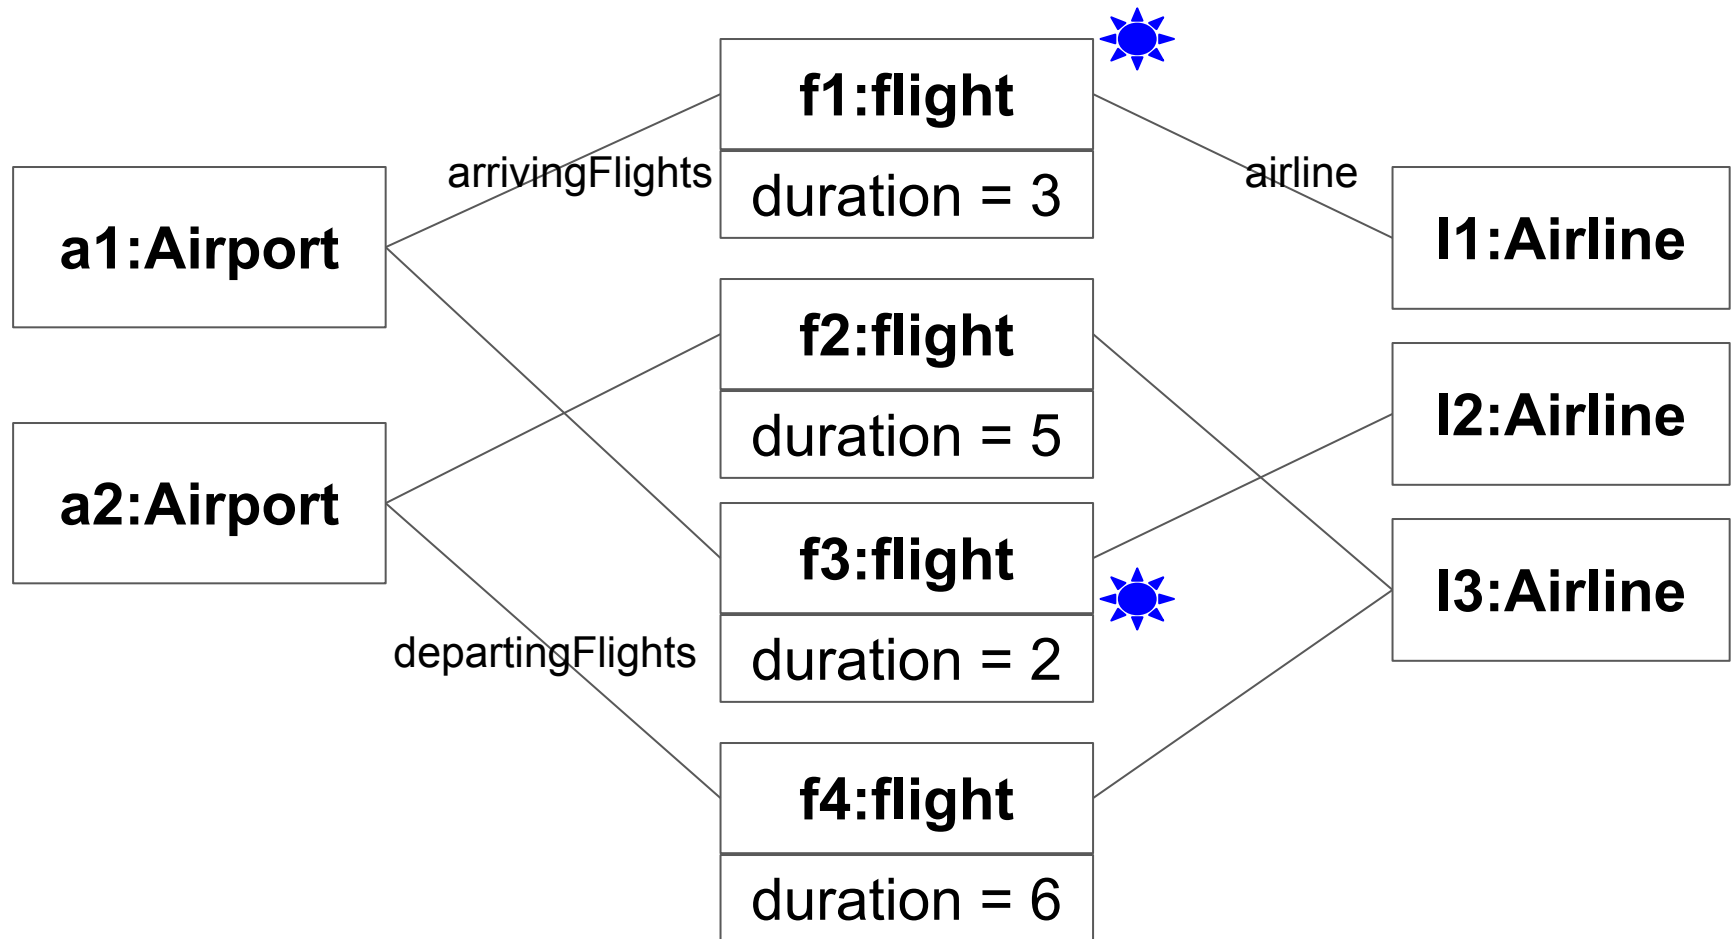 f1:flight
arrivingFlights
duration = 3
airline
a1:Airport
l1:Airline
f2:flight
duration = 5
l2:Airline
a2:Airport
f3:flight
l3:Airline
departingFlights
duration = 2
f4:flight
duration = 6